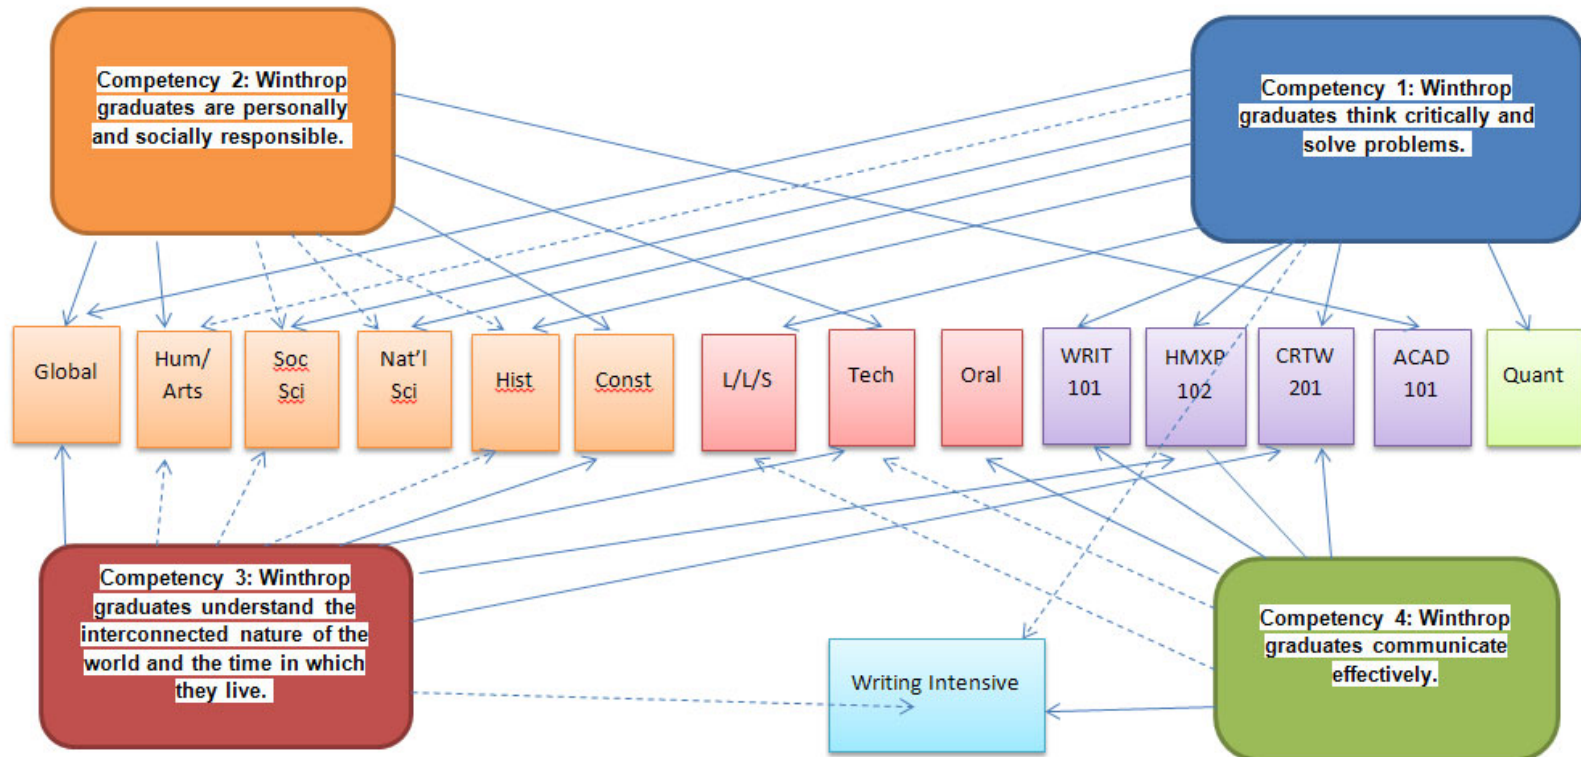 Competency 2: Winthrop
graduates are personally
and socially responsible.
Competency 1: Winthrop
graduates think critically and
solve problems.
Global
Hum/
Arts
Soc
Sci
Nat'l
Sci
Hist
Const
L/L/S
Tech
Oral
WRIT
101
HMXP
102
CRTW
201
ACAD
101
Quant
Competency 3: Winthrop
graduates understand the
interconnected nature of the
world and the time in which
they live.
Writing Intensive
Competency 4: Winthrop
graduates communicate
effectively.